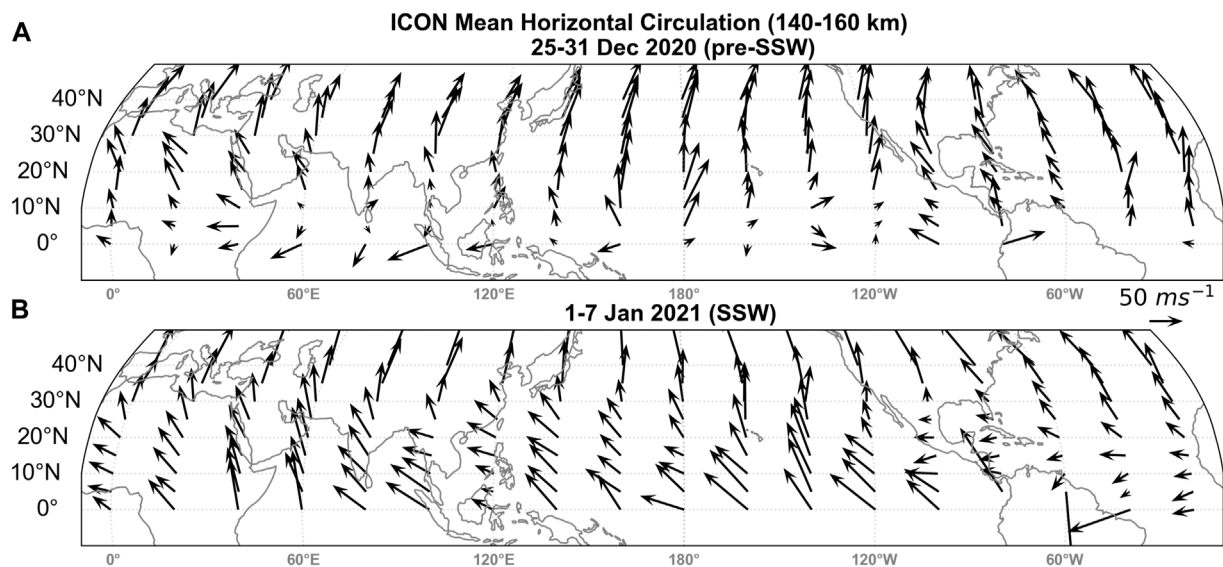 A
ICON Mean Horizontal Circulation (140-160 km)
25-31 Dec 2020 (pre-SSW)
40°N
30°N
20°N
10°N
0°
0° 60°E 120°E 180° 120°W 60°W
50 ms⁻¹
B
1-7 Jan 2021 (SSW)
40°N
30°N
20°N
10°N
0°
0° 60°E 120°E 180° 120°W 60°W